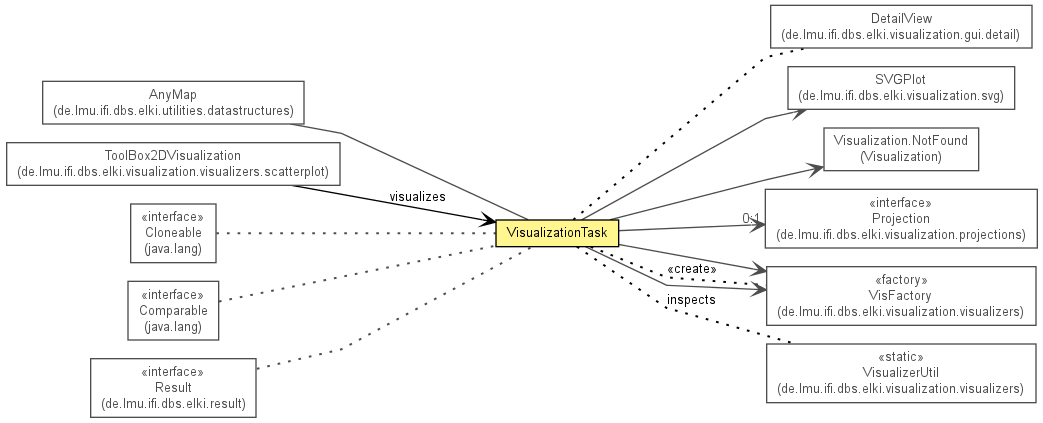 DetailView
(de.lmu.ifi.dbs.elki.visualization.gui.detail)
SVGPlot
(de.lmu.ifi.dbs.elki.visualization.svg)
AnyMap
(de.lmu.ifi.dbs.elki.utilities.datastructures)
Visualization.NotFound
(Visualization)
ToolBox2DVisualization
(de.lmu.ifi.dbs.elki.visualization.visualizers.scatterplot)
visualizes
«interface»
Cloneable
(java.lang)
VisualizationTask
0:1
«interface»
Projection
(de.lmu.ifi.dbs.elki.visualization.projections)
«interface»
Comparable
(java.lang)
«create»
inspects
«factory»
VisFactory
(de.lmu.ifi.dbs.elki.visualization.visualizers)
«interface»
Result
(de.lmu.ifi.dbs.elki.result)
«static»
VisualizerUtil
(de.lmu.ifi.dbs.elki.visualization.visualizers)